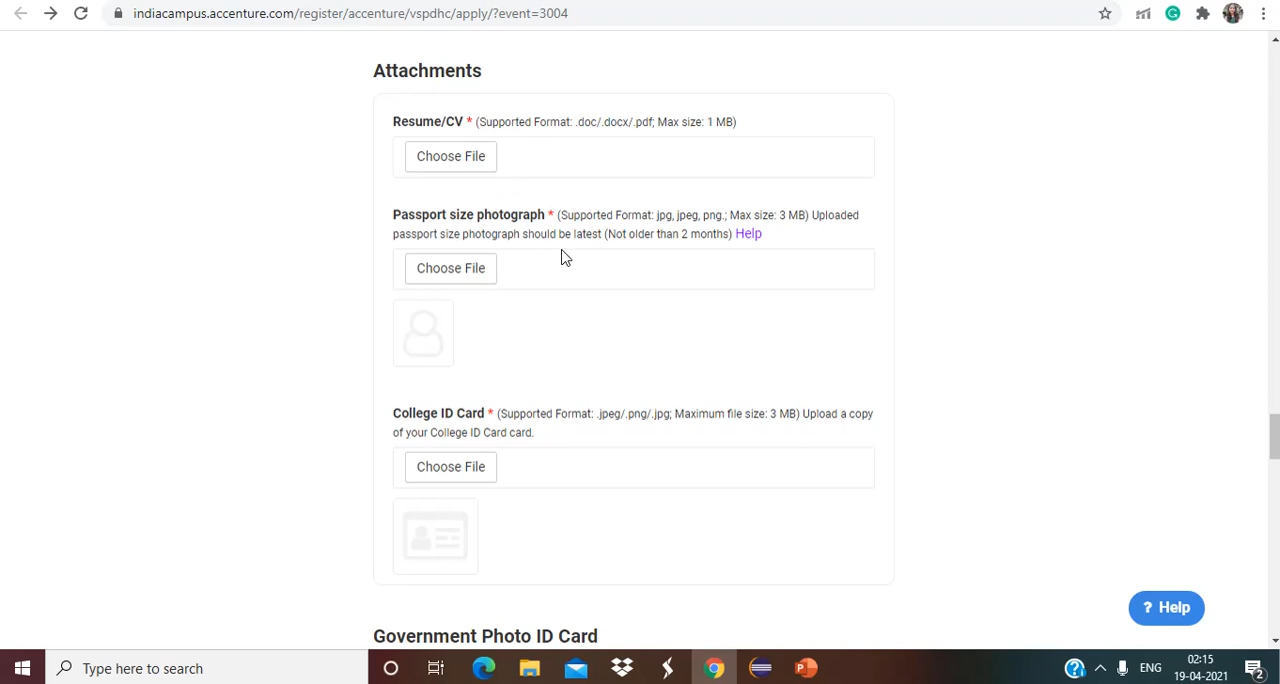 indiacampus.accenture.com/register/accenture/vspdhc/apply/?event=3004
Attachments
Resume/CV * (Supported Format: .doc/.docx/.pdf; Max size: 1 MB)
Choose File
Passport size photograph * (Supported Format: jpg, jpeg, png.; Max size: 3 MB) Uploaded
passport size photograph should be latest (Not older than 2 months) Help
Choose File
College ID Card * (Supported Format: .jpeg/.png/.jpg; Maximum file size: 3 MB) Upload a copy
of your College ID Card card.
Choose File
? Help
Government Photo ID Card
Type here to search
ENG
02:15
19-04-2021
2